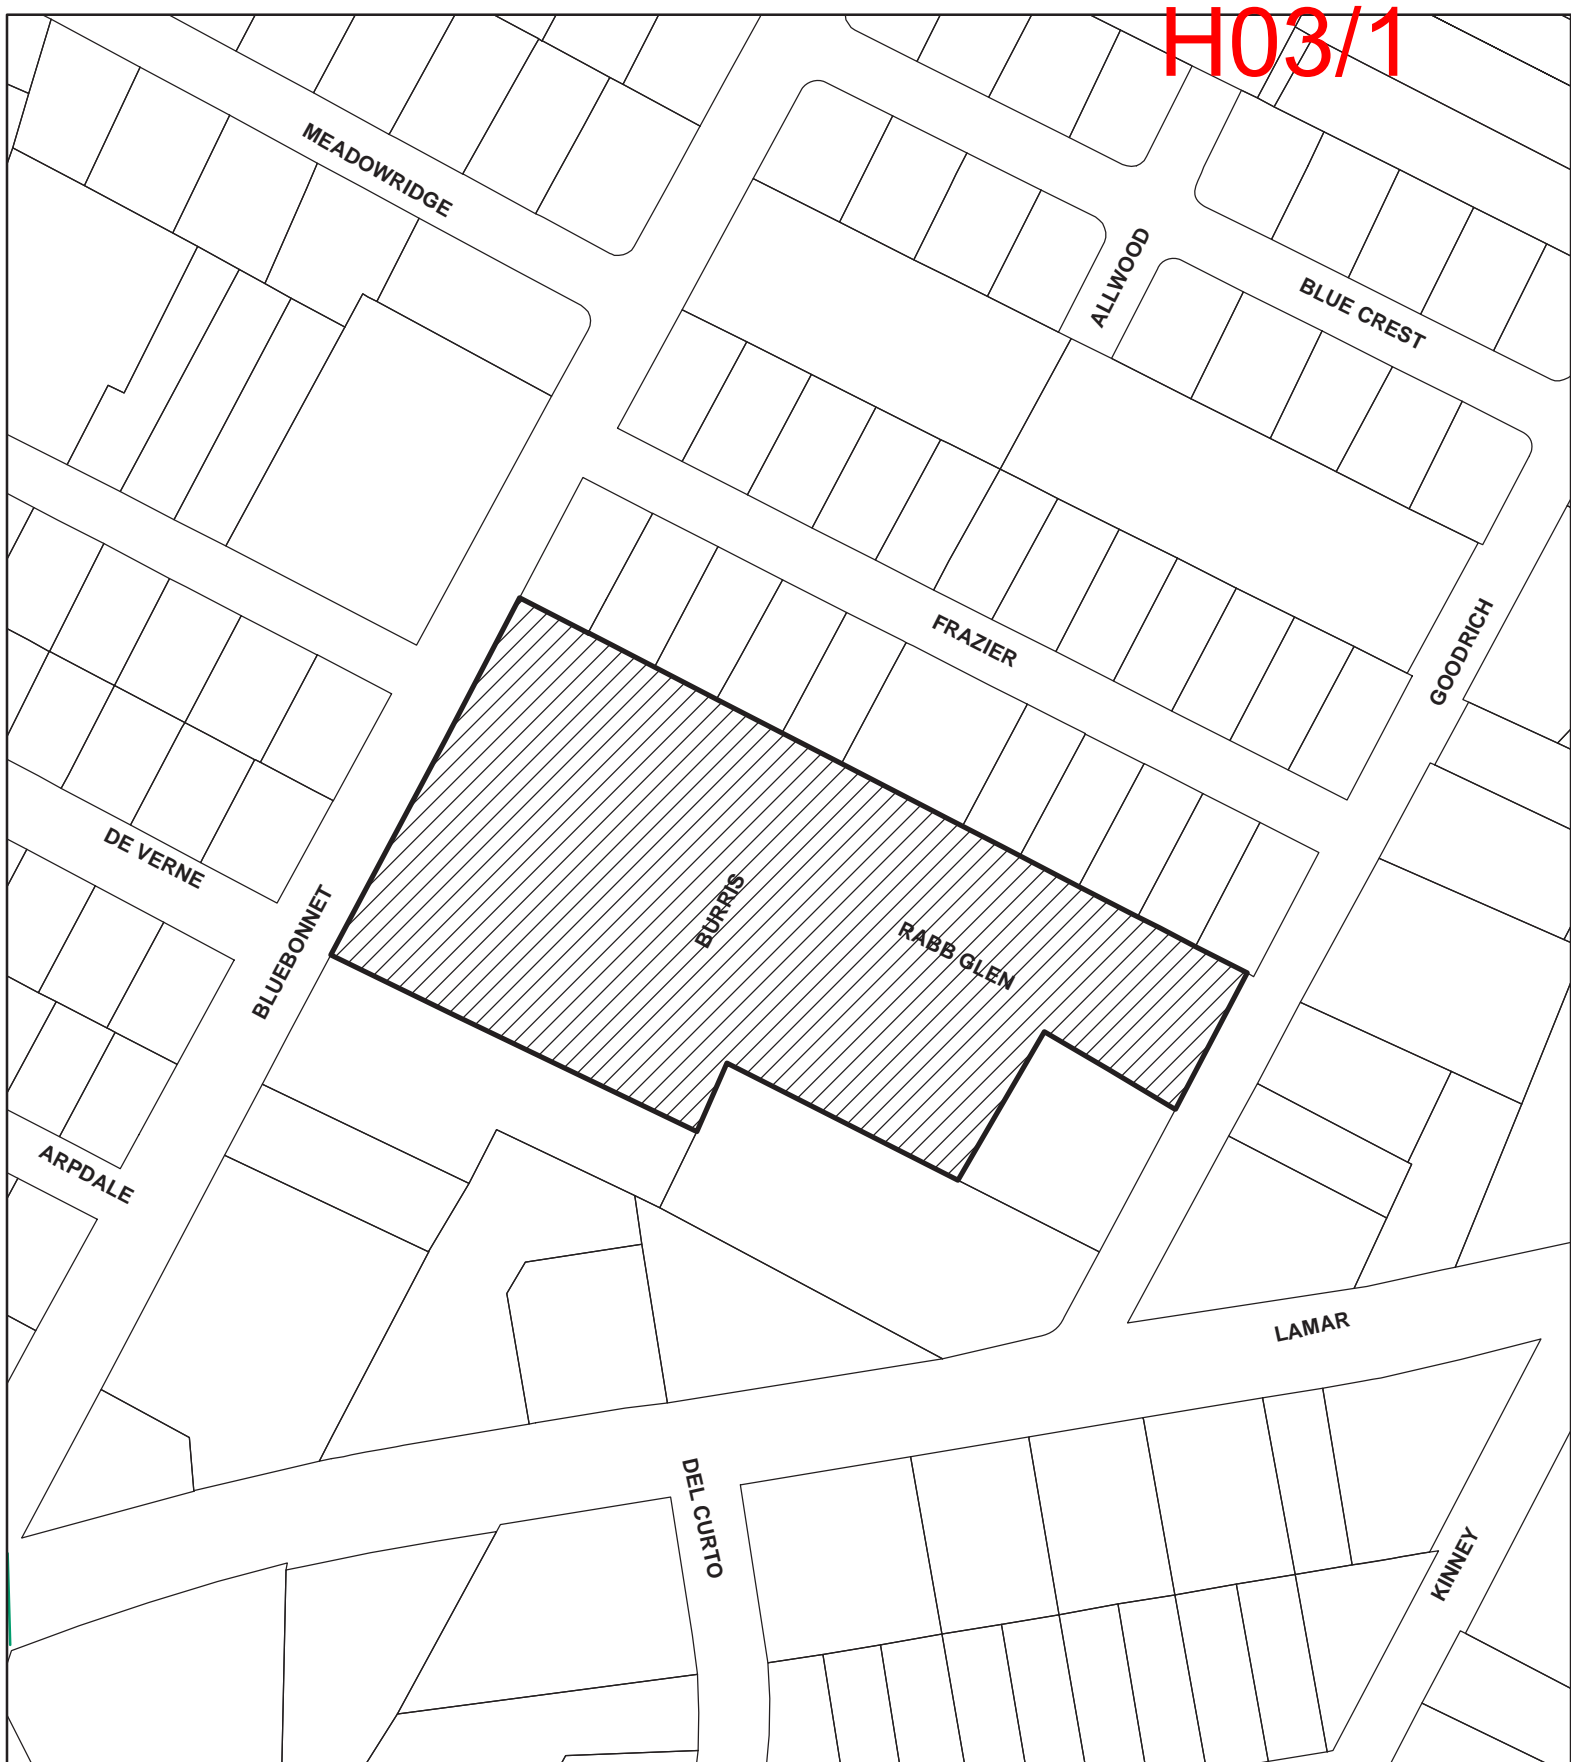 H03/1
MEADOWRIDGE
ALLWOOD
BLUE CREST
FRAZIER
GOODRICH
DE VERNE
BLUEBONNET
BURRIS
RABB GLEN
ARPDALE
LAMAR
DEL CURTO
KINNEY